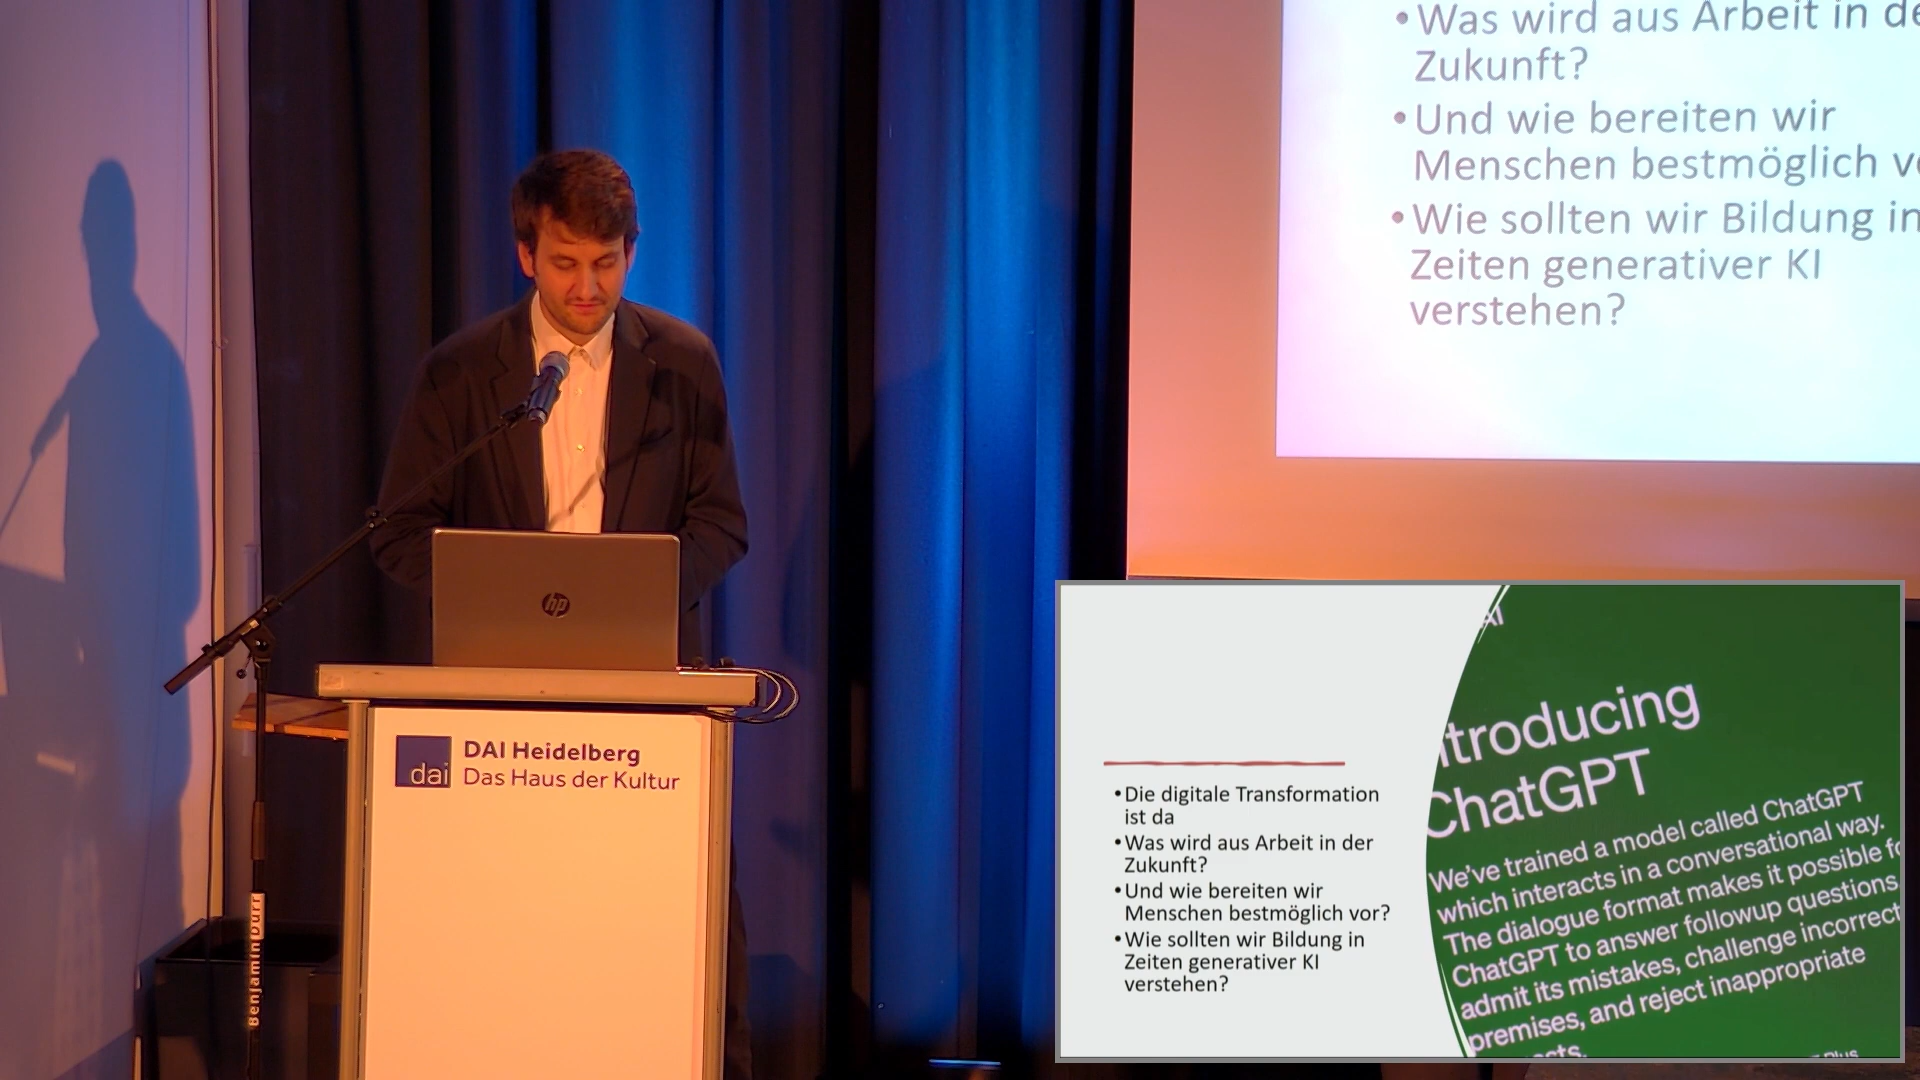 •Was wird aus Arbeit in
Zukunft?
•Und wie bereiten wir
Menschen bestmöglich
•Wie sollten wir Bildung in
Zeiten generativer KI
verstehen?
hp
dai
DAI Heidelberg
Das Haus der Kultur
BenjaminDürr
•Die digitale Transformation
ist da
•Was wird aus Arbeit in der
Zukunft?
•Und wie bereiten wir
Menschen bestmöglich vor?
•Wie sollten wir Bildung in
Zeiten generativer KI
verstehen?
AI
ntroducing
ChatGPT
We've trained a model called ChatGPT
which interacts in a conversational way.
The dialogue format makes it possible
ChatGPT to answer followup questions
admit its mistakes, challenge incorrect
premises, and reject inappropriate
Plus